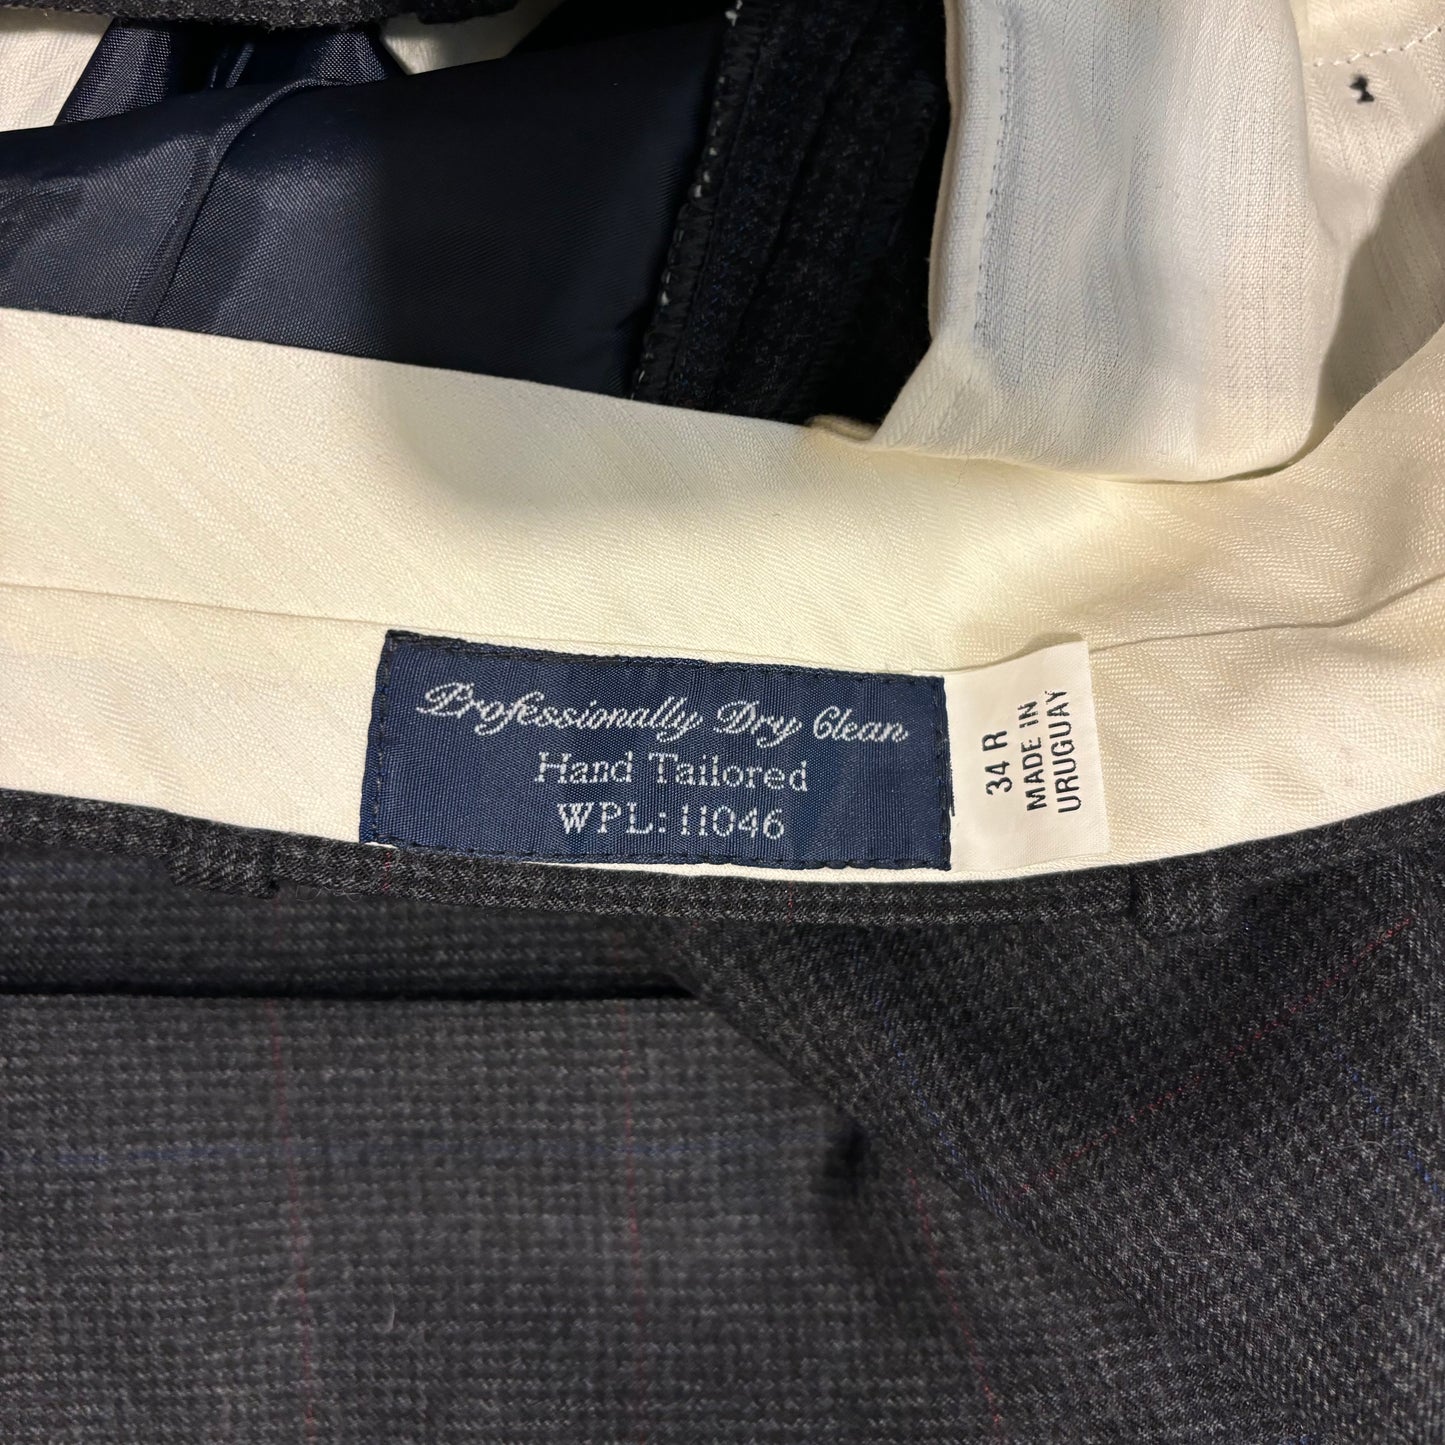 Professionally Dry Clean
Hand Tailored
WPL:11046
34 R
MADE IN
URUGUAY